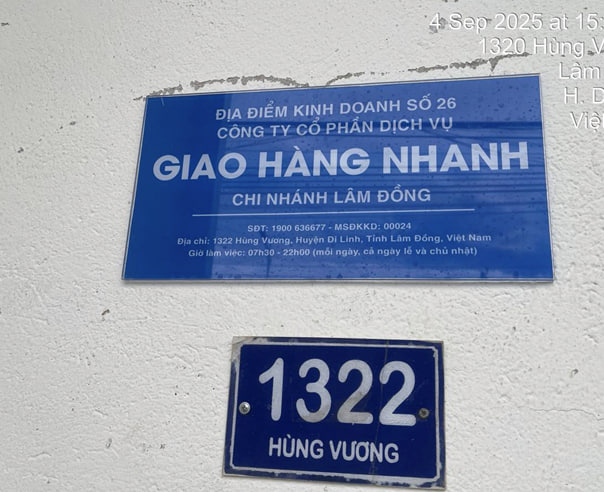 4 Sep 2025 at 15:
1320 Hùng V
Lâm
H. D
Việ
ĐỊA ĐIỂM KINH DOANH SỐ 26
CÔNG TY CỔ PHẦN DỊCH VỤ
GIAO HÀNG NHANH
CHI NHÁNH LÂM ĐỒNG
SĐT: 1900 636677 - MSĐKKD: 00024
Địa chỉ: 1322 Hùng Vương, Huyện Di Linh, Tỉnh Lâm Đồng, Việt Nam
Giờ làm việc: 07h30 - 22h00 (mỗi ngày, cả ngày lễ và chủ nhật)
1322
HÙNG VƯƠNG